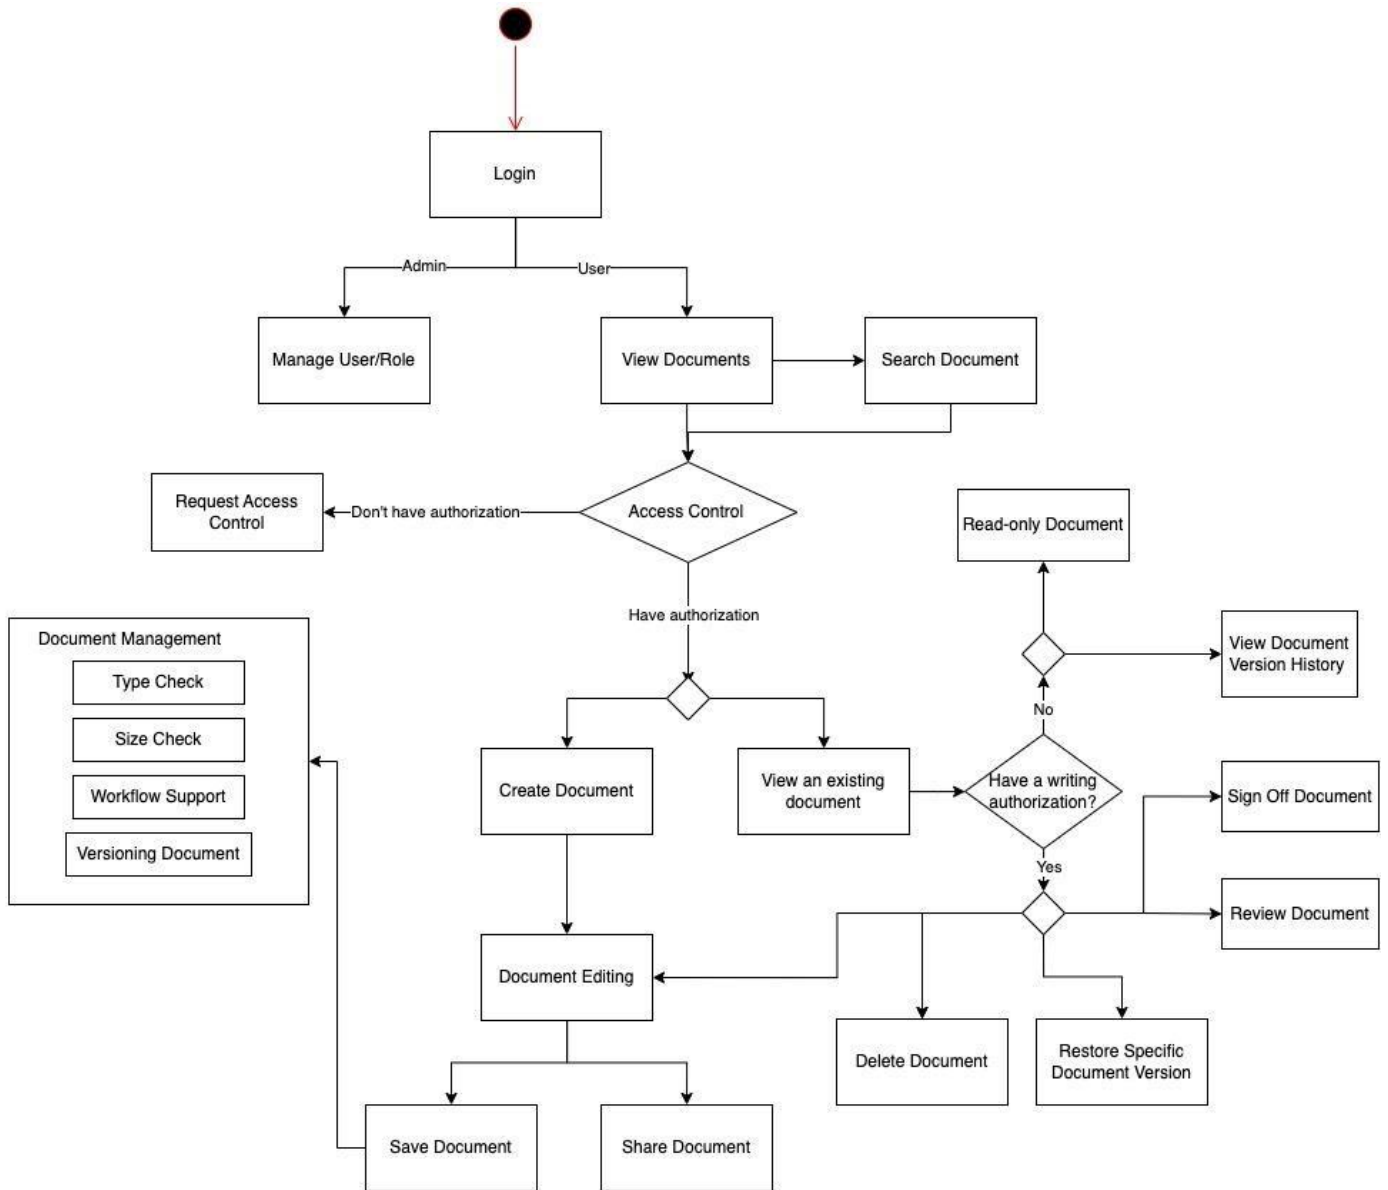 Login
Admin
User
Manage User/Role
View Documents
Search Document
Request Access
Control
Don't have authorization
Access Control
Read-only Document
Have authorization
Document Management
Type Check
Size Check
Workflow Support
Versioning Document
View Document
Version History
No
Create Document
View an existing
document
Have a writing
authorization?
Sign Off Document
Yes
Review Document
Document Editing
Delete Document
Restore Specific
Document Version
Save Document
Share Document